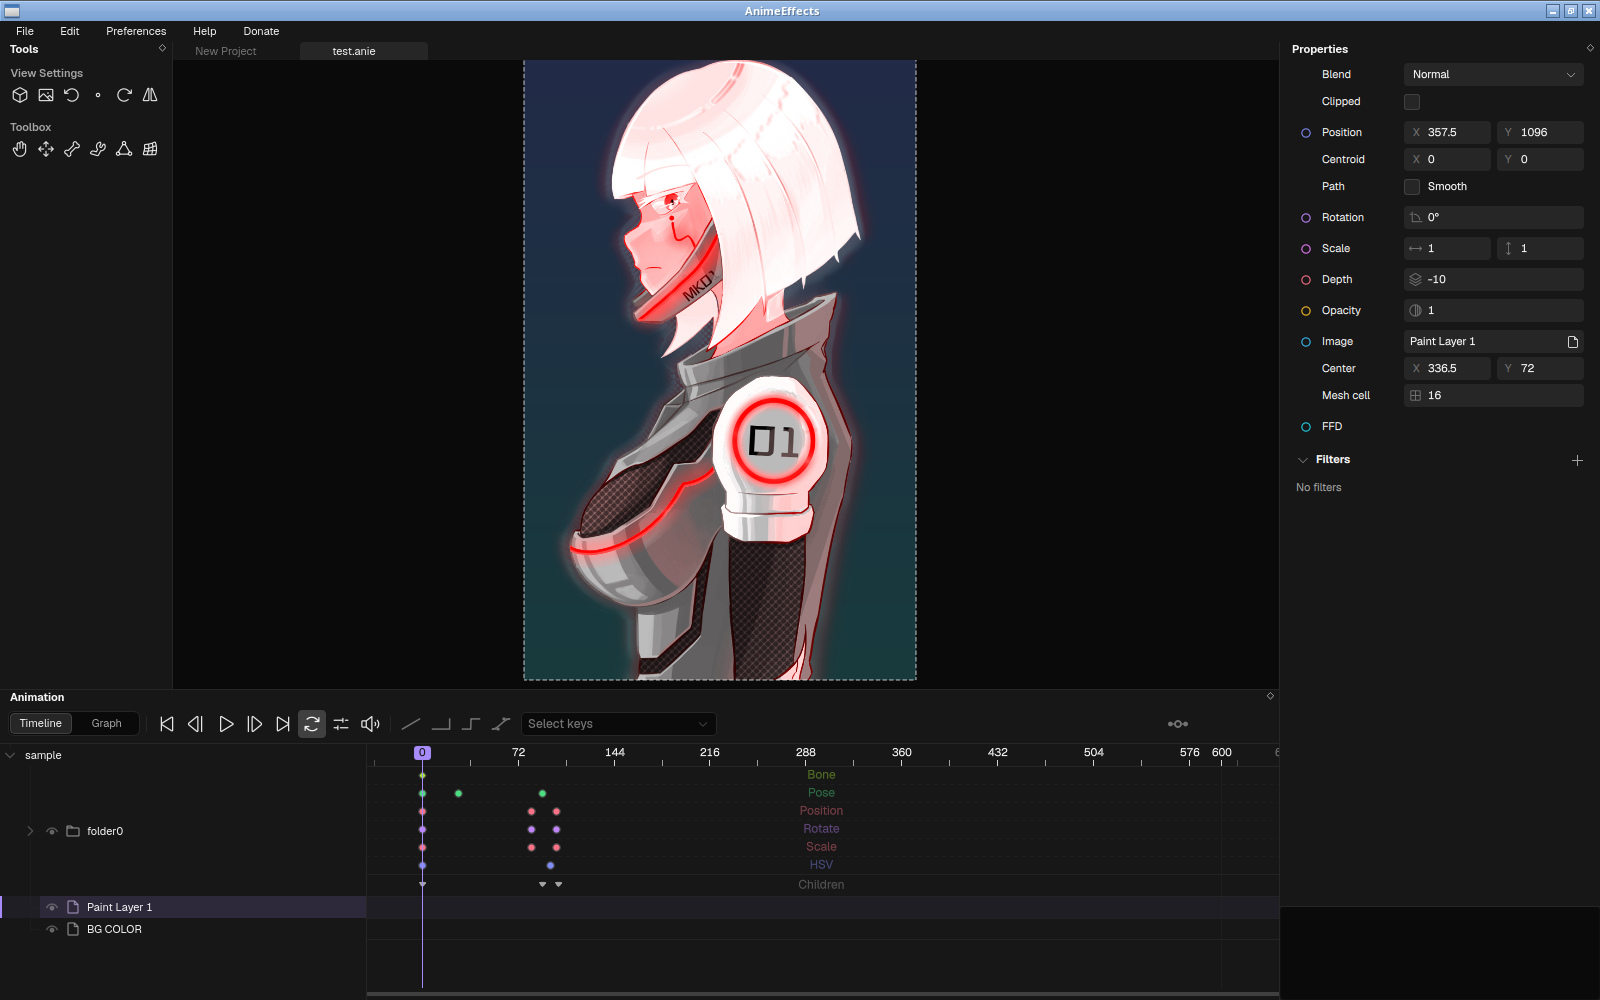 AnimeEffects
File Edit Preferences Help Donate
Tools
New Project test.anie
Properties
View Settings
Toolbox
Blend Normal
Clipped
Position X 357.5 Y 1096
Centroid X 0 Y 0
Path Smooth
Rotation 0°
Scale 1 1
Depth -10
Opacity 1
Image Paint Layer 1
Center X 336.5 Y 72
Mesh cell 16
FFD
Filters
No filters
MK01
01
Animation
Timeline Graph Select keys
sample
0 72 144 216 288 360 432 504 576 600
Bone
Pose
Position
folder0 Rotate
Scale
HSV
Children
Paint Layer 1
BG COLOR